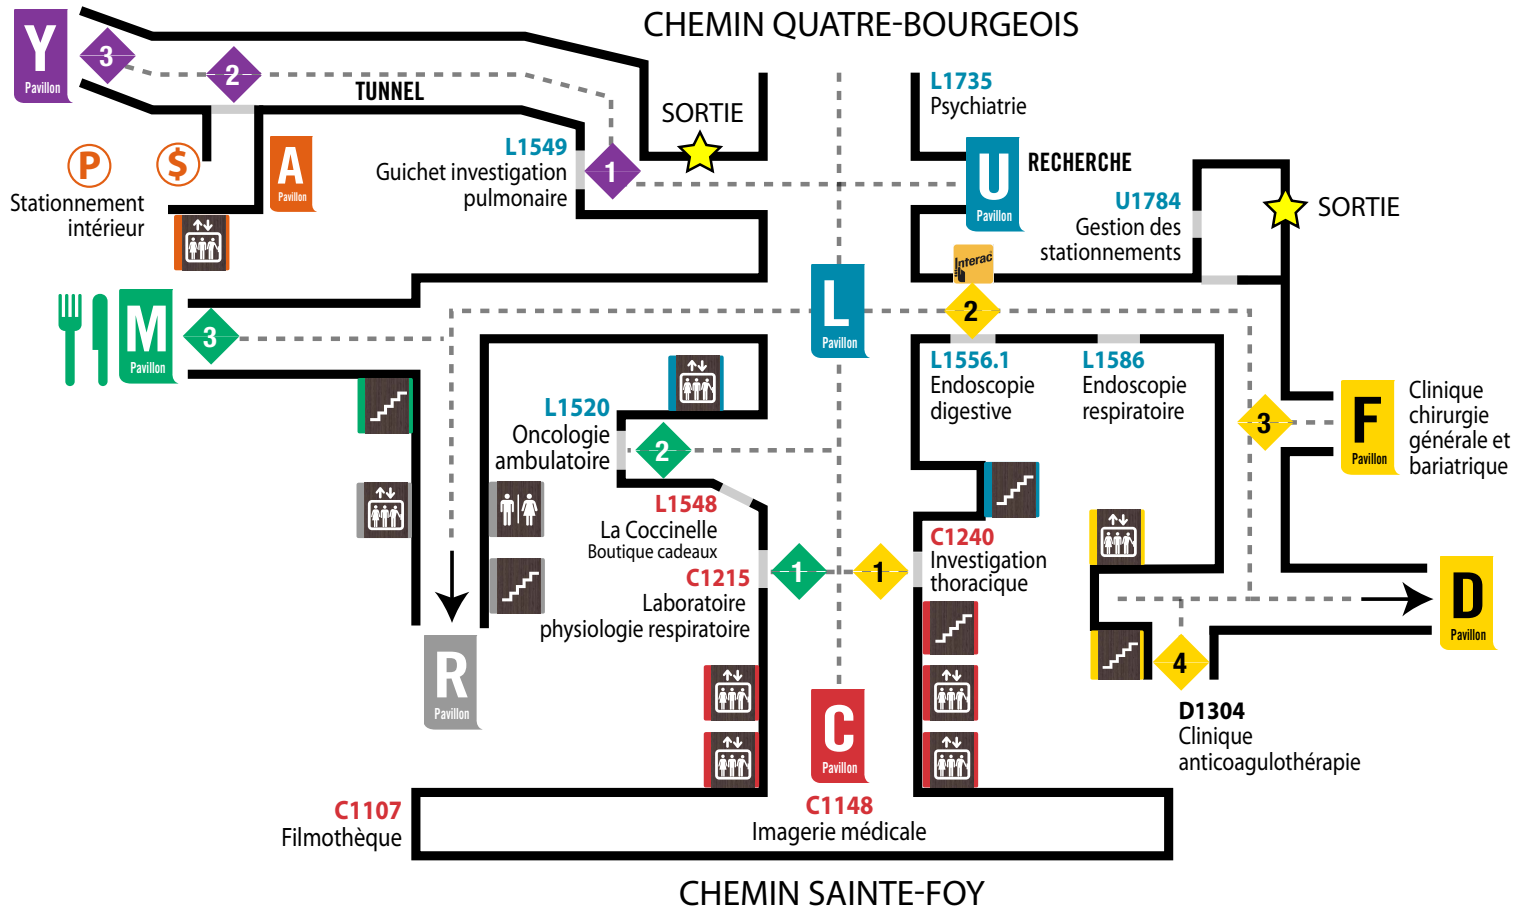 CHEMIN QUATRE-BOURGEOIS
Y
Pavillon
3
2
TUNNEL
SORTIE
L1735
Psychiatrie
P
$
Stationnement
intérieur
A
Pavillon
L1549
Guichet investigation
pulmonaire
1
U
Pavillon
RECHERCHE
U1784
Gestion des
stationnements
SORTIE
Interac
M
Pavillon
3
L
Pavillon
2
L1556.1
Endoscopie
digestive
L1586
Endoscopie
respiratoire
3
F
Pavillon
Clinique
chirurgie
générale et
bariatrique
L1520
Oncologie
ambulatoire
2
L1548
La Coccinelle
Boutique cadeaux
C1215
Laboratoire
physiologie respiratoire
1
1
C1240
Investigation
thoracique
D
Pavillon
R
Pavillon
C
Pavillon
4
D1304
Clinique
anticoagulothérapie
C1107
Filmothèque
C1148
Imagerie médicale
CHEMIN SAINTE-FOY